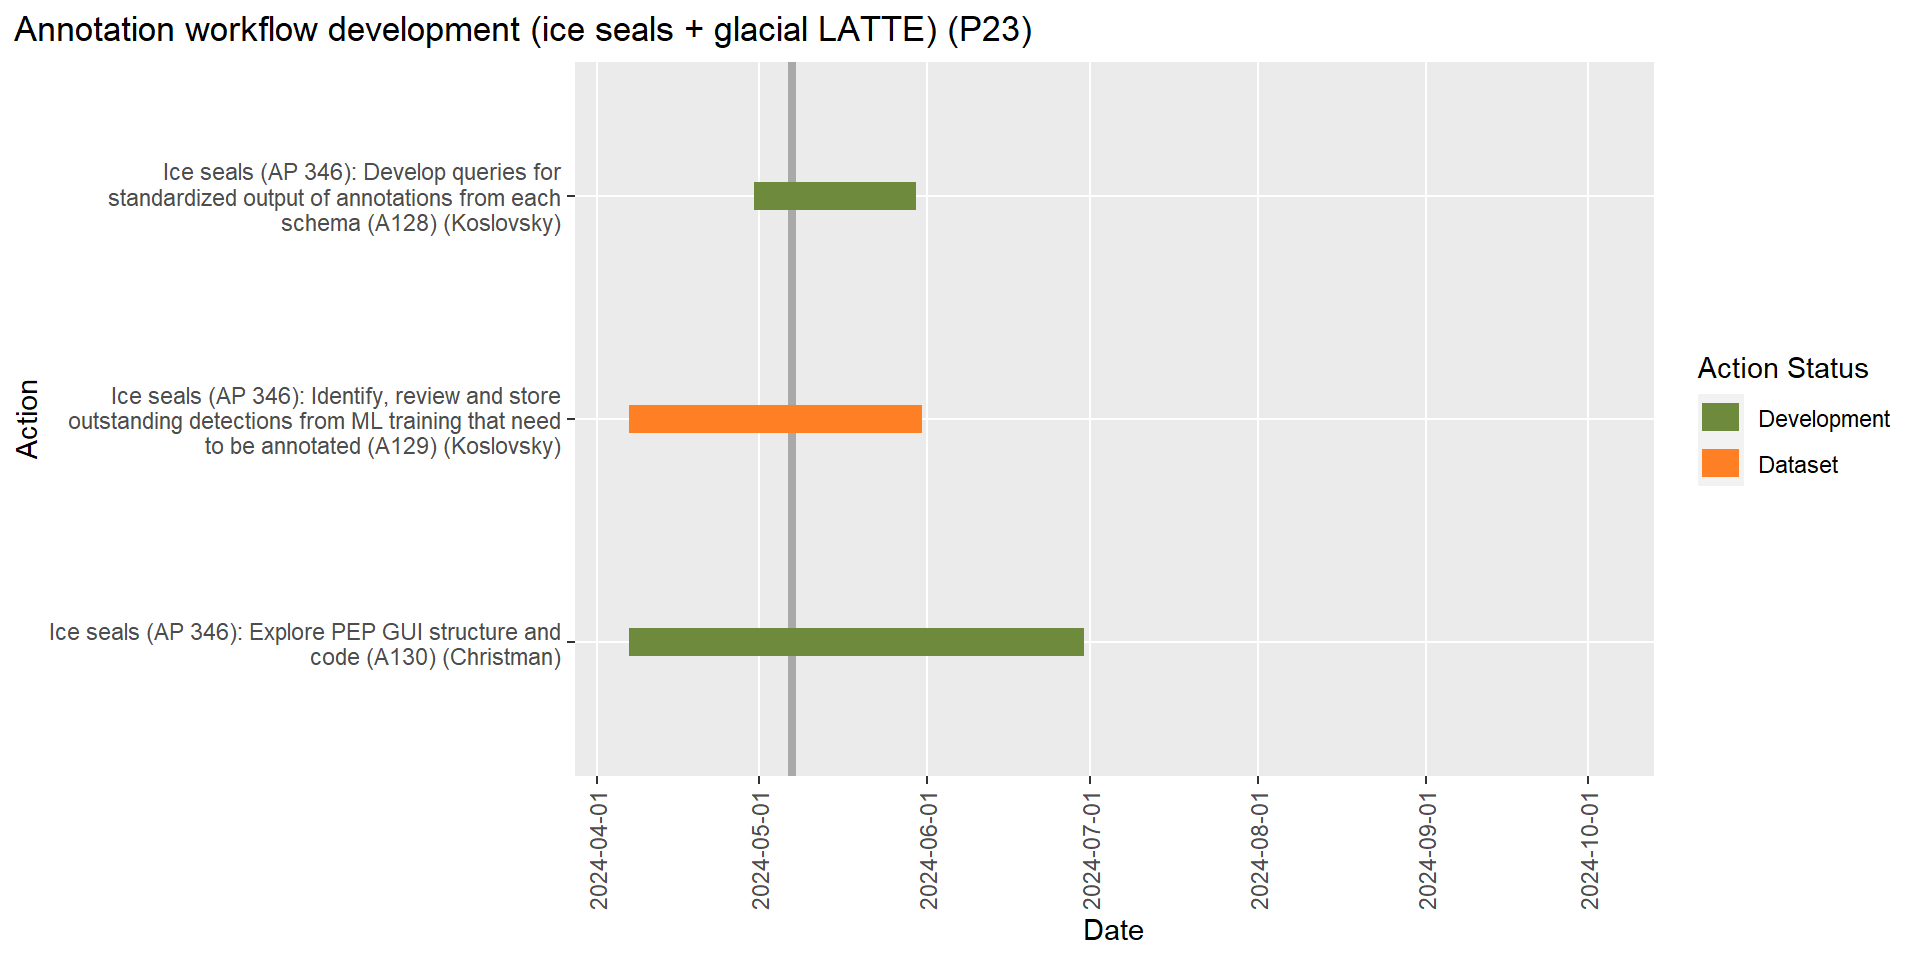 Annotation workflow development (ice seals + glacial LATTE) (P23)
Action
Ice seals (AP 346): Develop queries for
standardized output of annotations from each
schema (A128) (Koslovsky)
Ice seals (AP 346): Identify, review and store
outstanding detections from ML training that need
to be annotated (A129) (Koslovsky)
Ice seals (AP 346): Explore PEP GUI structure and
code (A130) (Christman)
2024-04-01
2024-05-01
2024-06-01
2024-07-01
2024-08-01
2024-09-01
2024-10-01
Date
Action Status
Development
Dataset